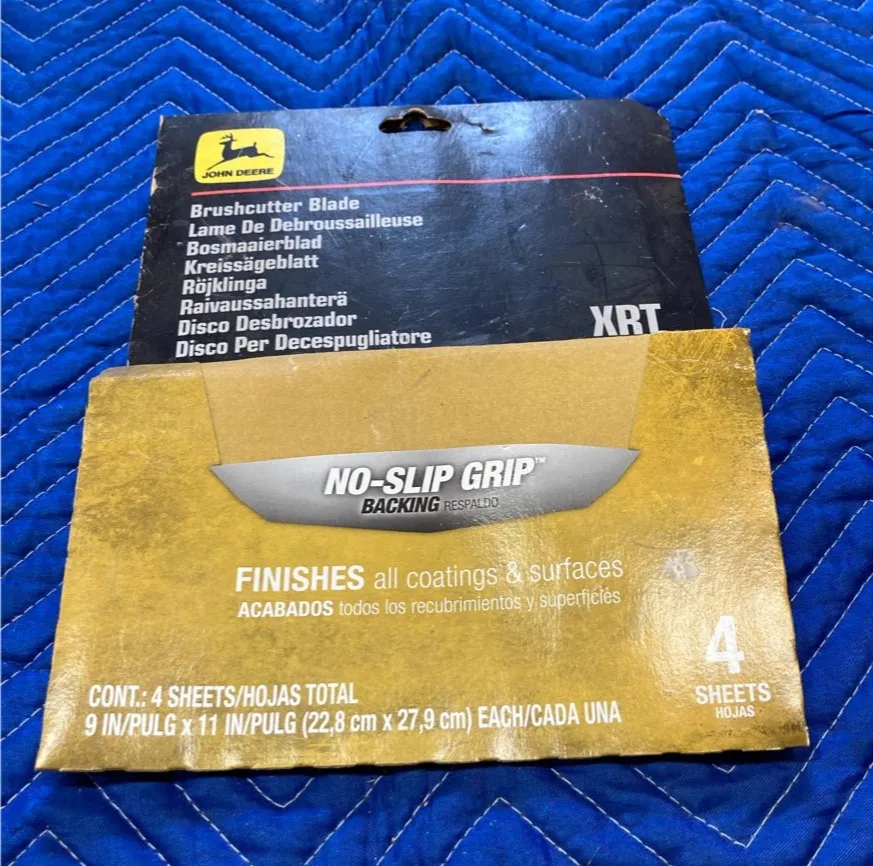 JOHN DEERE
Brushcutter Blade
Lame De Debroussailleuse
Bosmaaierblad
Kreissägeblatt
Röjklinga
Raivaussahanterä
Disco Desbrozador
Disco Per Decespugliatore
XRT
NO-SLIP GRIP™
BACKING RESPALDO
FINISHES all coatings & surfaces
ACABADOS todos los recubrimientos y superficies
4
SHEETS
HOJAS
CONT.: 4 SHEETS/HOJAS TOTAL
9 IN/PULG x 11 IN/PULG (22,8 cm x 27,9 cm) EACH/CADA UNA